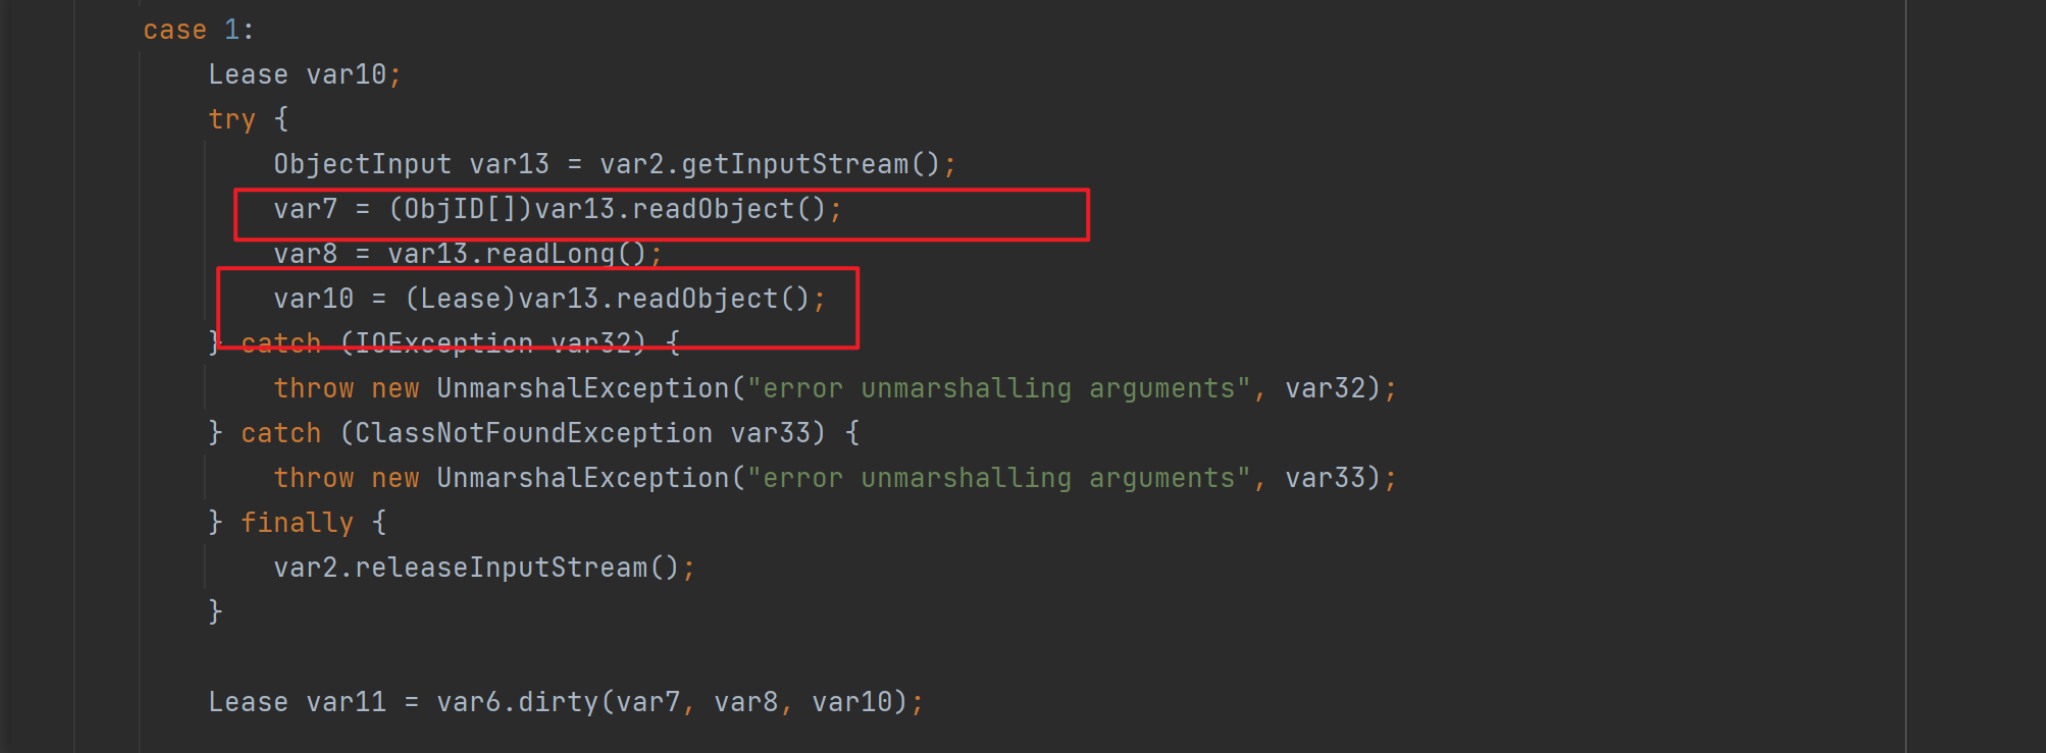 case 1:
Lease var10;
try {
ObjectInput var13 = var2.getInputStream();
var7 = (ObjID[])var13.readObject();
var8 = var13.readLong();
var10 = (Lease)var13.readObject();
} catch (IOException var32) {
throw new UnmarshalException("error unmarshalling arguments", var32);
} catch (ClassNotFoundException var33) {
throw new UnmarshalException("error unmarshalling arguments", var33);
} finally {
var2.releaseInputStream();
}
Lease var11 = var6.dirty(var7, var8, var10);